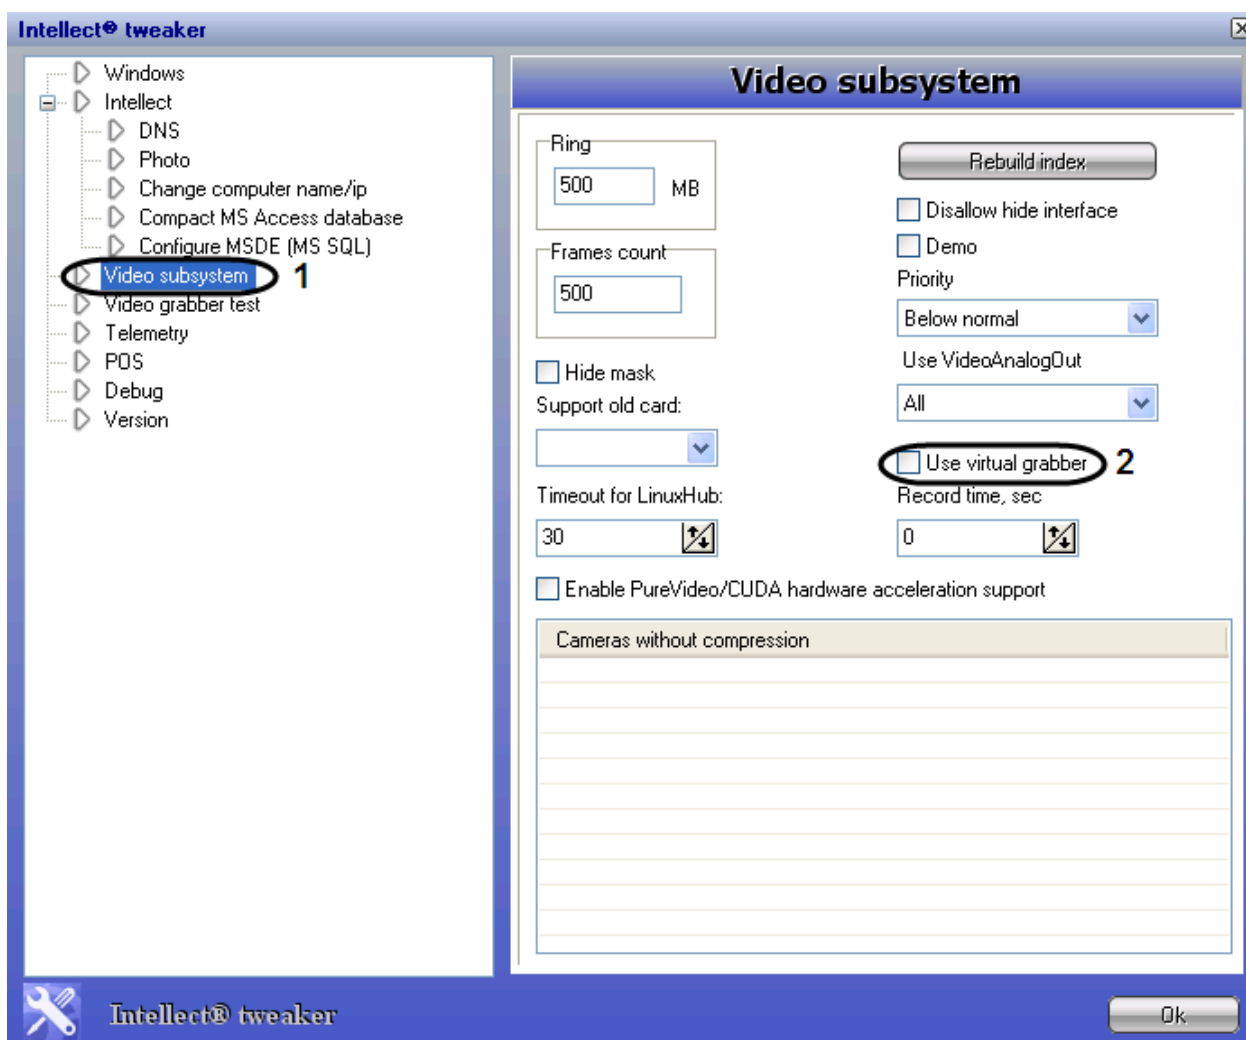 Intellect® tweaker
Windows
Intellect
DNS
Photo
Change computer name/ip
Compact MS Access database
Configure MSDE (MS SQL)
Video subsystem 1
Video grabber test
Telemetry
POS
Debug
Version
Video subsystem
Ring
500 MB
Frames count
500
Hide mask
Support old card:
Timeout for LinuxHub:
30
Rebuild index
Disallow hide interface
Demo
Priority
Below normal
Use VideoAnalogOut
All
Use virtual grabber 2
Record time, sec
0
Enable PureVideo/CUDA hardware acceleration support
Cameras without compression
Intellect® tweaker
Ok